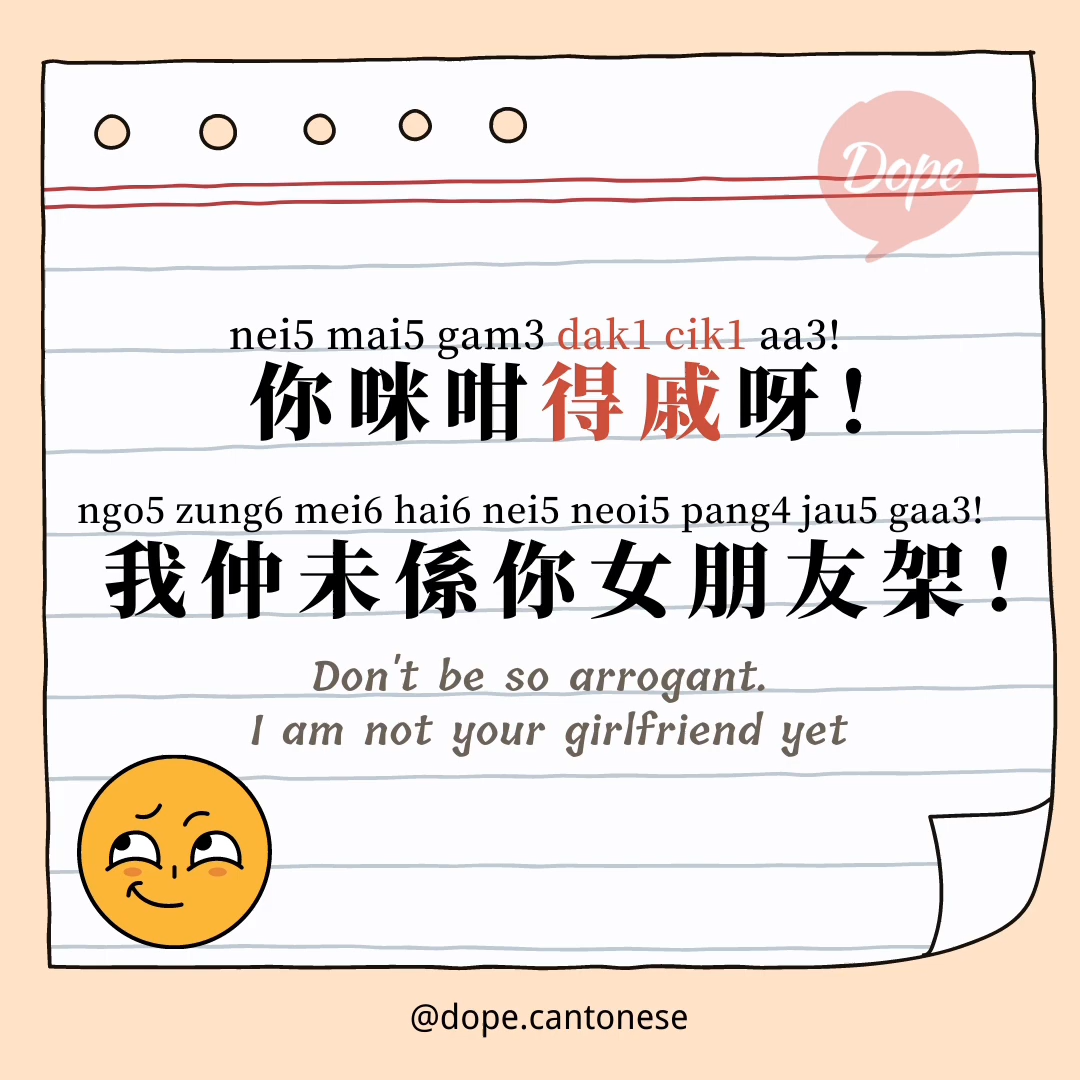 Dope
nei5 mai5 gam3 dak1 cik1 aa3!
你咪咁得戚呀！
ngo5 zung6 mei6 hai6 nei5 neoi5 pang4 jau5 gaa3!
我仲未係你女朋友架！
Don't be so arrogant.
I am not your girlfriend yet
@dope.cantonese